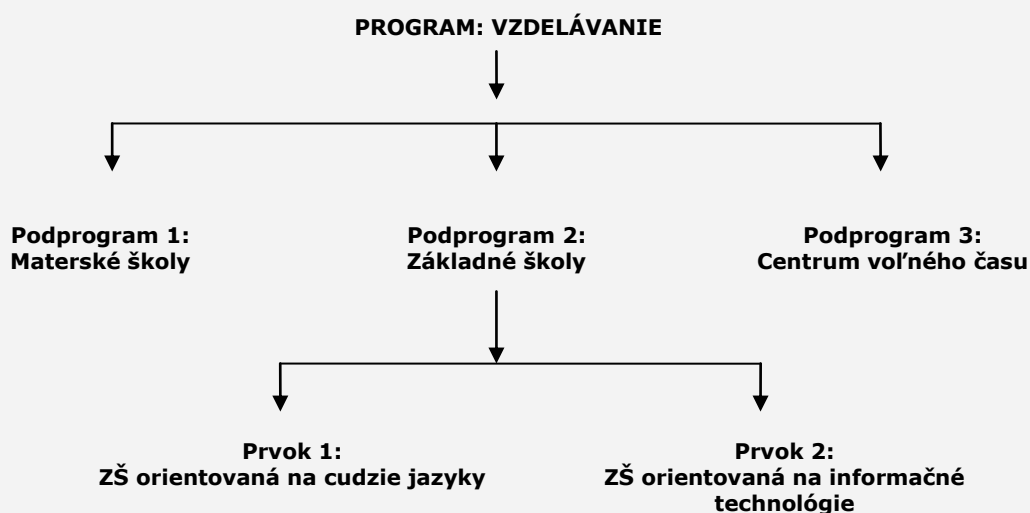 PROGRAM: VZDELÁVANIE
Podprogram 1:
Materské školy
Podprogram 2:
Základné školy
Podprogram 3:
Centrum voľného času
Prvok 1:
ZŠ orientovaná na cudzie jazyky
Prvok 2:
ZŠ orientovaná na informačné
technológie